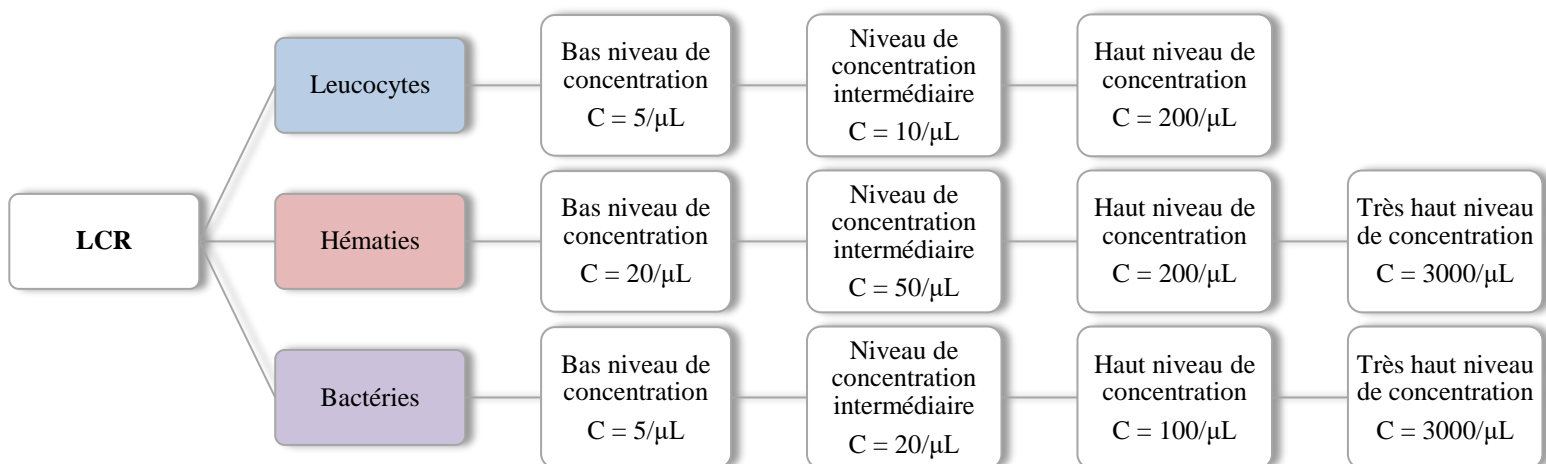 LCR
Leucocytes
Bas niveau de
concentration
C = 5/μL
Niveau de
concentration
intermédiaire
C = 10/μL
Haut niveau de
concentration
C = 200/μL
Hématies
Bas niveau de
concentration
C = 20/μL
Niveau de
concentration
intermédiaire
C = 50/μL
Haut niveau de
concentration
C = 200/μL
Très haut niveau
de concentration
C = 3000/μL
Bactéries
Bas niveau de
concentration
C = 5/μL
Niveau de
concentration
intermédiaire
C = 20/μL
Haut niveau de
concentration
C = 100/μL
Très haut niveau
de concentration
C = 3000/μL